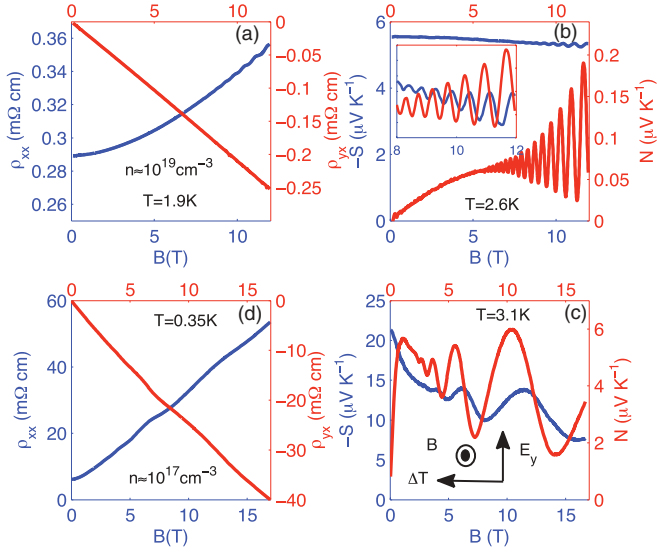 0 5 10
(a)
0.36
0.34
0.32
0.3
0.28
0.26
ρxx (mΩ cm)
0
−0.05
−0.1
−0.15
−0.2
−0.25
ρyx (mΩ cm)
n≈10^19cm−3
T=1.9K
0 5 10
B(T)
0 5 10
(b)
6
4
2
0
−S (μV K−1)
0.2
0.15
0.1
0.05
0
N (μV K−1)
8 10 12
T=2.6K
0 5 10
B (T)
0 5 10 15
(d)
60
40
20
0
ρxx (mΩ cm)
0
−10
−20
−30
−40
ρyx (mΩ cm)
T=0.35K
n≈10^17cm−3
0 5 10 15
B(T)
0 5 10 15
(c)
25
20
15
10
5
0
−S (μV K−1)
6
4
2
0
N (μV K−1)
T=3.1K
B
Ey
ΔT
0 5 10 15
B (T)